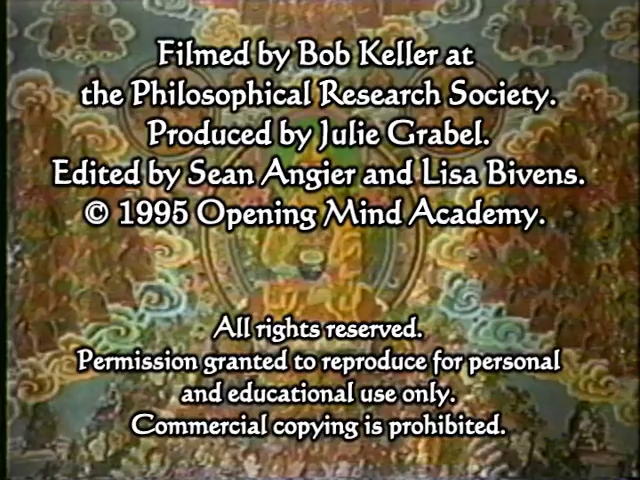 Filmed by Bob Keller at
the Philosophical Research Society.
Produced by Julie Grabel.
Edited by Sean Angier and Lisa Bivens.
© 1995 Opening Mind Academy.
All rights reserved.
Permission granted to reproduce for personal
and educational use only.
Commercial copying is prohibited.